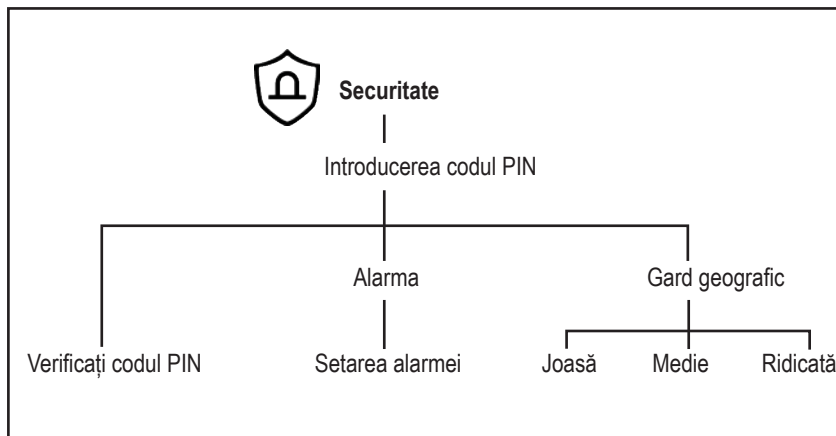 Securitate
Introducerea codul PIN
Alarma
Gard geografic
Verificați codul PIN
Setarea alarmei
Joasă
Medie
Ridicată